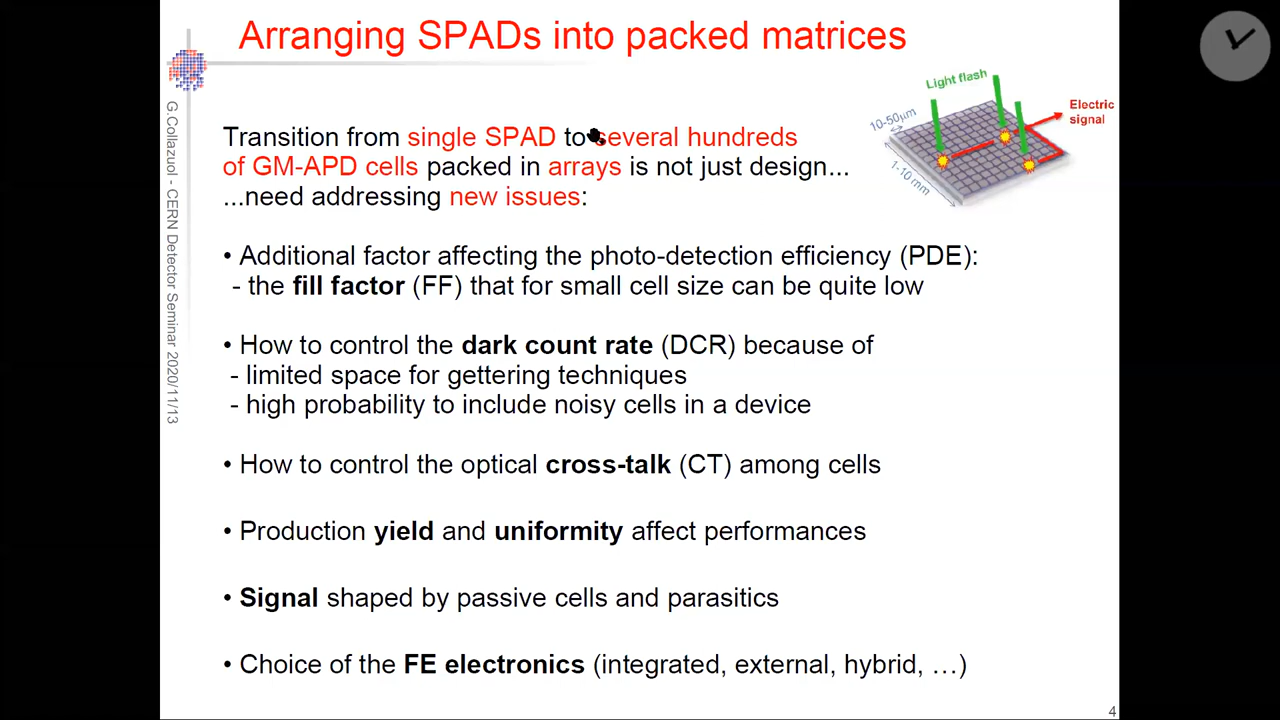 Arranging SPADs into packed matrices
G.Collazuol - CERN Detector Seminar 2020/11/13
Light flash
Electric
signal
10-50μm
1-10 mm
Transition from single SPAD to several hundreds
of GM-APD cells packed in arrays is not just design...
...need addressing new issues:
• Additional factor affecting the photo-detection efficiency (PDE):
- the fill factor (FF) that for small cell size can be quite low
• How to control the dark count rate (DCR) because of
- limited space for gettering techniques
- high probability to include noisy cells in a device
• How to control the optical cross-talk (CT) among cells
• Production yield and uniformity affect performances
• Signal shaped by passive cells and parasitics
• Choice of the FE electronics (integrated, external, hybrid, …)
4